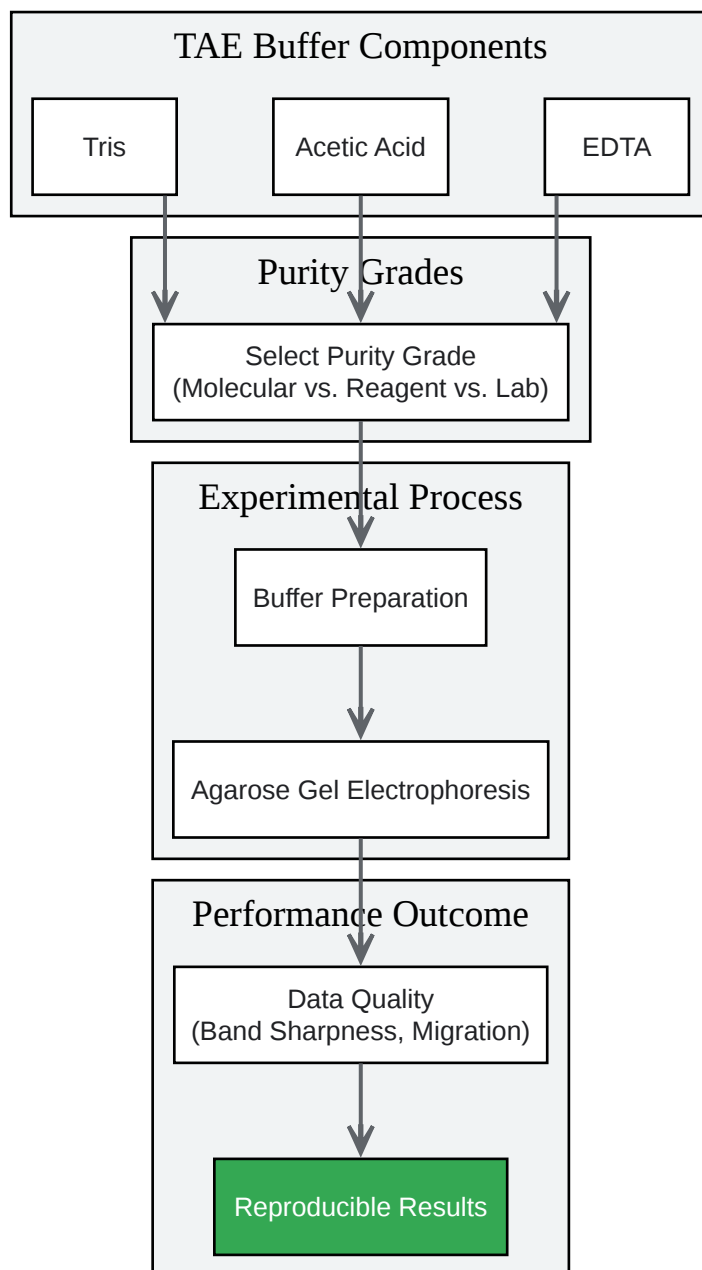 TAE Buffer Components
Tris
Acetic Acid
EDTA
Purity Grades
Select Purity Grade
(Molecular vs. Reagent vs. Lab)
Experimental Process
Buffer Preparation
Agarose Gel Electrophoresis
Performance Outcome
Data Quality
(Band Sharpness, Migration)
Reproducible Results